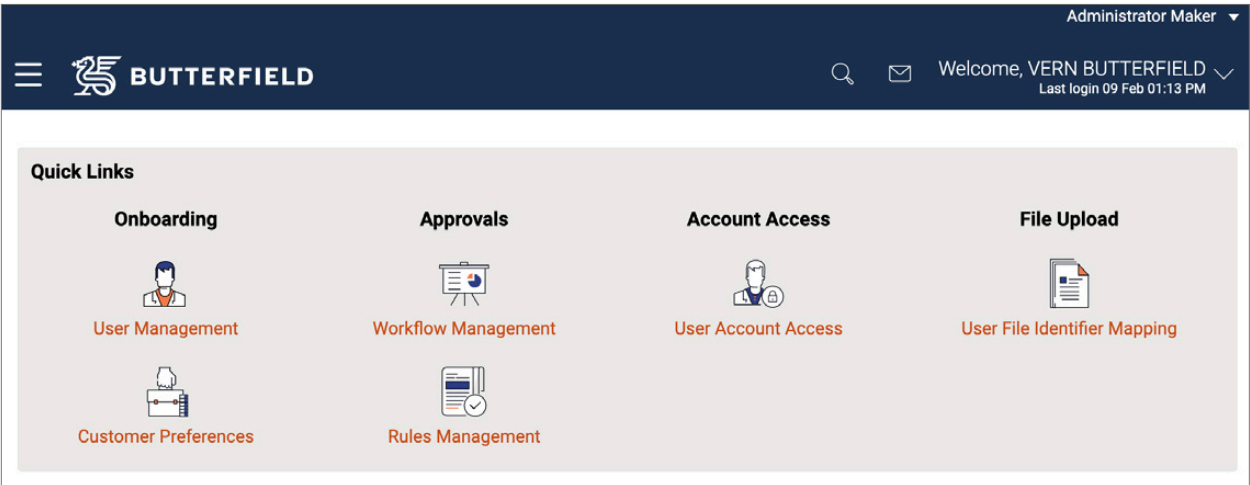 Administrator Maker
BUTTERFIELD
Welcome, VERN BUTTERFIELD
Last login 09 Feb 01:13 PM
Quick Links
Onboarding
Approvals
Account Access
File Upload
User Management
Workflow Management
User Account Access
User File Identifier Mapping
Customer Preferences
Rules Management